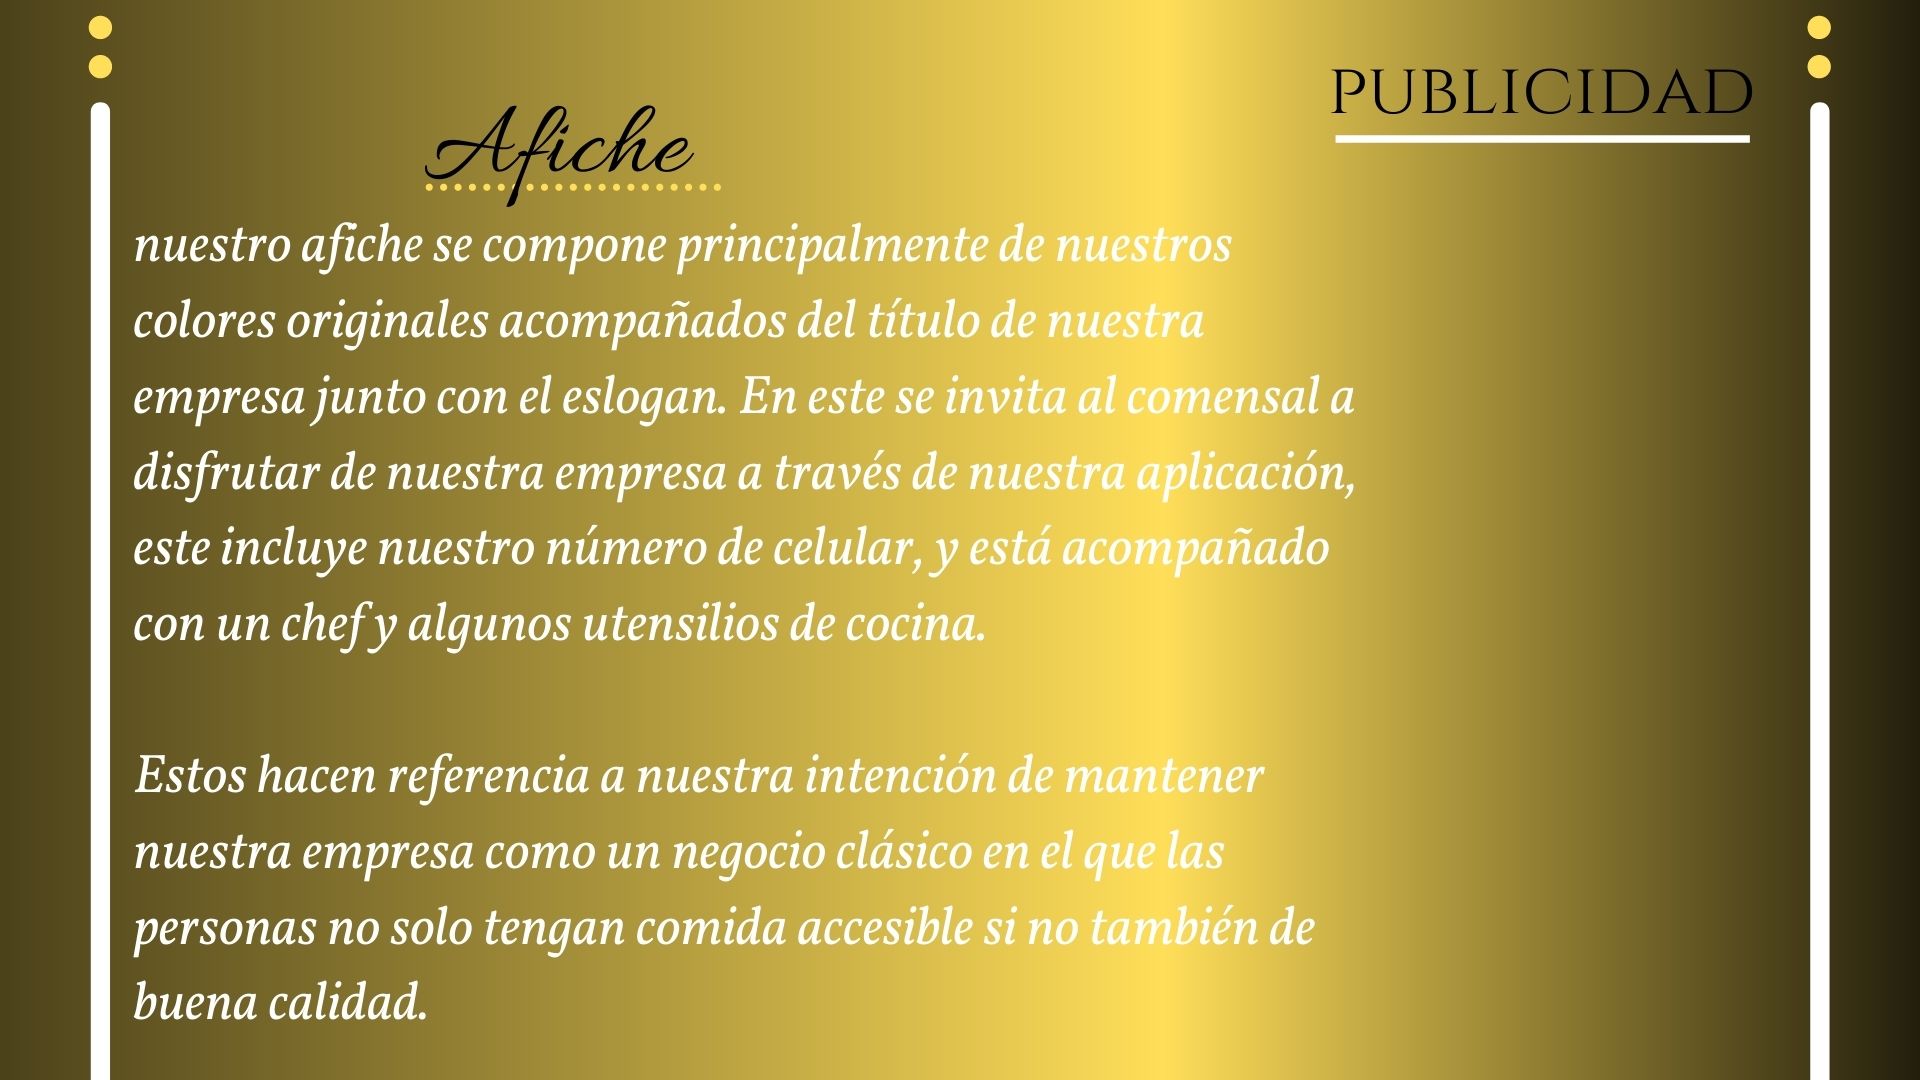 PUBLICIDAD
Afiche
nuestro afiche se compone principalmente de nuestros
colores originales acompañados del título de nuestra
empresa junto con el eslogan. En este se invita al comensal a
disfrutar de nuestra empresa a través de nuestra aplicación,
este incluye nuestro número de celular, y está acompañado
con un chef y algunos utensilios de cocina.
Estos hacen referencia a nuestra intención de mantener
nuestra empresa como un negocio clásico en el que las
personas no solo tengan comida accesible si no también de
buena calidad.